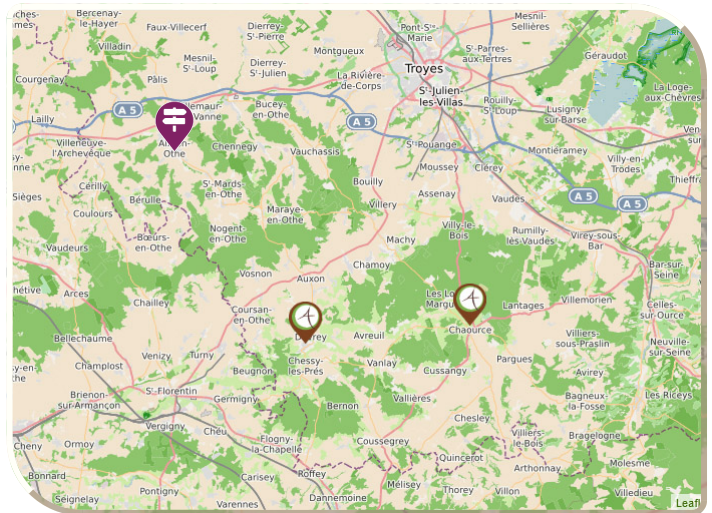 Bercenay-
le-Hayer
Faux-Villecerf
Dierrey-
St-Pierre
Pont-Ste-
Marie
Mesnil-
Sellières
Villadin
Montgueux
Mesnil-
St-Loup
Dierrey-
St-Julien
St-Parres-
aux-Tertres
Géraudot
Courgenay
Pâlis
La Rivière-
de-Corps
Troyes
La Loge-
aux-Chèvres
St-Julien
les-Villas
Rouilly-
St-Loup
Lusigny-
sur-Barse
Bucey-
en-Othe
A 5
Lailly
A 5
Villeneuve-
l'Archevêque
Othe
Chennegy
Vauchassis
St-Pouange
Montiéramey
Moussey
Clérey
Villy-en-
Trodes
Cérilly
St-Mards-
en-Othe
Bouilly
Assenay
Sièges
Bérulle
Villery
Vaudes
A 5
A 5
Coulours
Maraye-
en-Othe
Bœurs-
en-Othe
Nogent-
en-Othe
Machy
Villy-le-
Bois
Rumilly-
lès-Vaudes
Virey-sous-
Bar
Vaudeurs
Vosnon
Auxon
Chamoy
Bar-sur-
Seine
Arces
Chailley
Coursan-
en-Othe
Lantages
Villemorien
Celles-
sur-Ource
Bellechaume
Avreuil
Chaource
Villiers-
sous-Praslin
Neuville-
sur-Seine
Champlost
Venizy
Turny
Beugnon
Chessy-
les-Prés
Vanlay
Cussangy
Pargues
Avirey
Brienon-
sur-Armançon
St-Florentin
Germigny
Bernon
Vallières
Bagneux-
la-Fosse
Les Riceys
Vergigny
Cheu
Chesley
Cheny
Ormoy
Flogny-
la-Chapelle
Coussegrey
Villiers-
le-Bois
Bragelogne
Quincerot
Arthonnay
Molesme
Bonnard
Carisey
Roffey
Mélisey
Thorey
Villon
Villedieu
Seignelay
Pontigny
Varennes
Dannemoine
Leafl